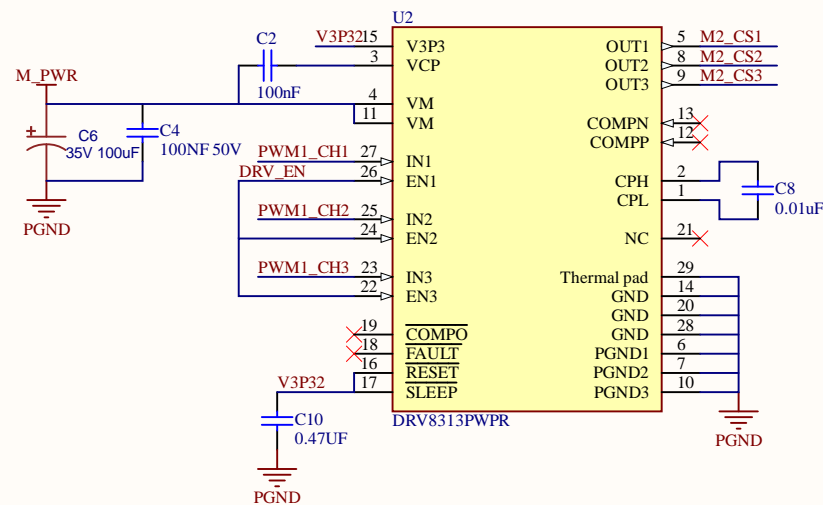 U2
C2
100nF
M_PWR
C6
35V 100uF
C4
100NF 50V
PGND
V3P32 15 V3P3
3 VCP
4 VM
11 VM
PWM1_CH1 27 IN1
DRV_EN 26 EN1
PWM1_CH2 25 IN2
24 EN2
PWM1_CH3 23 IN3
22 EN3
19 COMPO
18 FAULT
16 RESET
V3P32 17 SLEEP
C10
0.47UF
PGND
OUT1 5 M2_CS1
OUT2 8 M2_CS2
OUT3 9 M2_CS3
COMPN 13
COMPP 12
CPH 2
CPL 1
C8
0.01uF
NC 21
Thermal pad 29
GND 14
GND 20
GND 28
PGND1 6
PGND2 7
PGND3 10
PGND
DRV8313PWPR